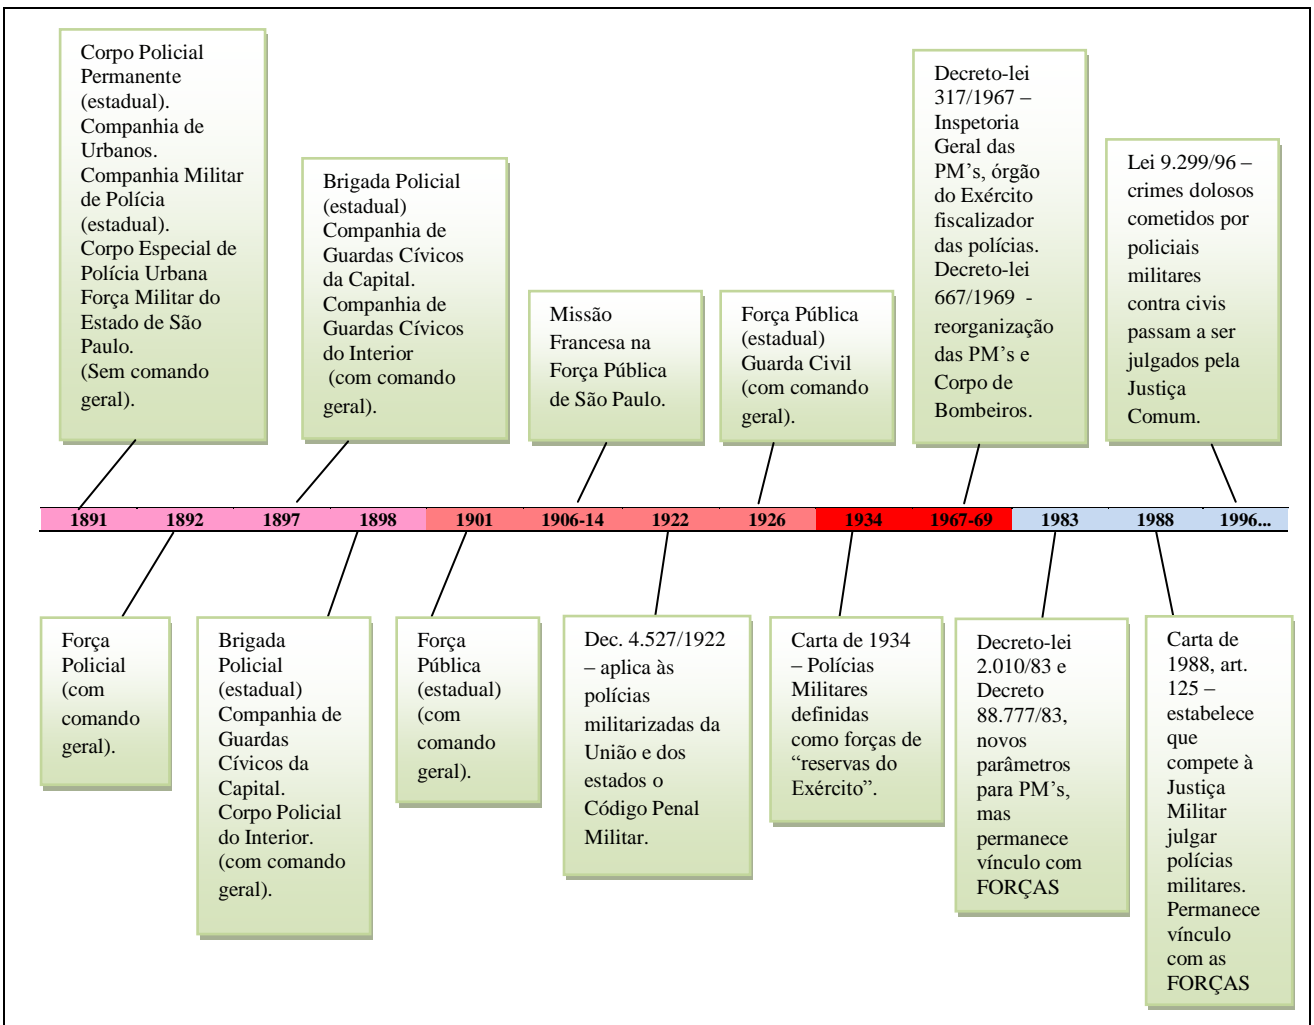 Corpo Policial
Permanente
(estadual).
Companhia de
Urbanos.
Companhia Militar
de Polícia
(estadual).
Corpo Especial de
Polícia Urbana
Força Militar do
Estado de São
Paulo.
(Sem comando
geral).
Brigada Policial
(estadual)
Companhia de
Guardas Cívicos
da Capital.
Companhia de
Guardas Cívicos
do Interior
(com comando
geral).
Missão
Francesa na
Força Pública
de São Paulo.
Força Pública
(estadual)
Guarda Civil
(com comando
geral).
Decreto-lei
317/1967 –
Inspetoria
Geral das
PM’s, órgão
do Exército
fiscalizador
das polícias.
Decreto-lei
667/1969 -
reorganização
das PM’s e
Corpo de
Bombeiros.
Lei 9.299/96 –
crimes dolosos
cometidos por
policiais
militares
contra civis
passam a ser
julgados pela
Justiça
Comum.
1891 1892 1897 1898 1901 1906-14 1922 1926 1934 1967-69 1983 1988 1996...
Força
Policial
(com
comando
geral).
Brigada
Policial
(estadual)
Companhia de
Guardas
Cívicos da
Capital.
Corpo Policial
do Interior.
(com comando
geral).
Força
Pública
(estadual)
(com
comando
geral).
Dec. 4.527/1922
– aplica às
polícias
militarizadas da
União e dos
estados o
Código Penal
Militar.
Carta de 1934
– Polícias
Militares
definidas
como forças de
“reservas do
Exército”.
Decreto-lei
2.010/83 e
Decreto
88.777/83,
novos
parâmetros
para PM’s,
mas
permanece
vínculo com
FORÇAS
Carta de
1988, art.
125 –
estabelece
que
compete à
Justiça
Militar
julgar
polícias
militares.
Permanece
vínculo
com as
FORÇAS